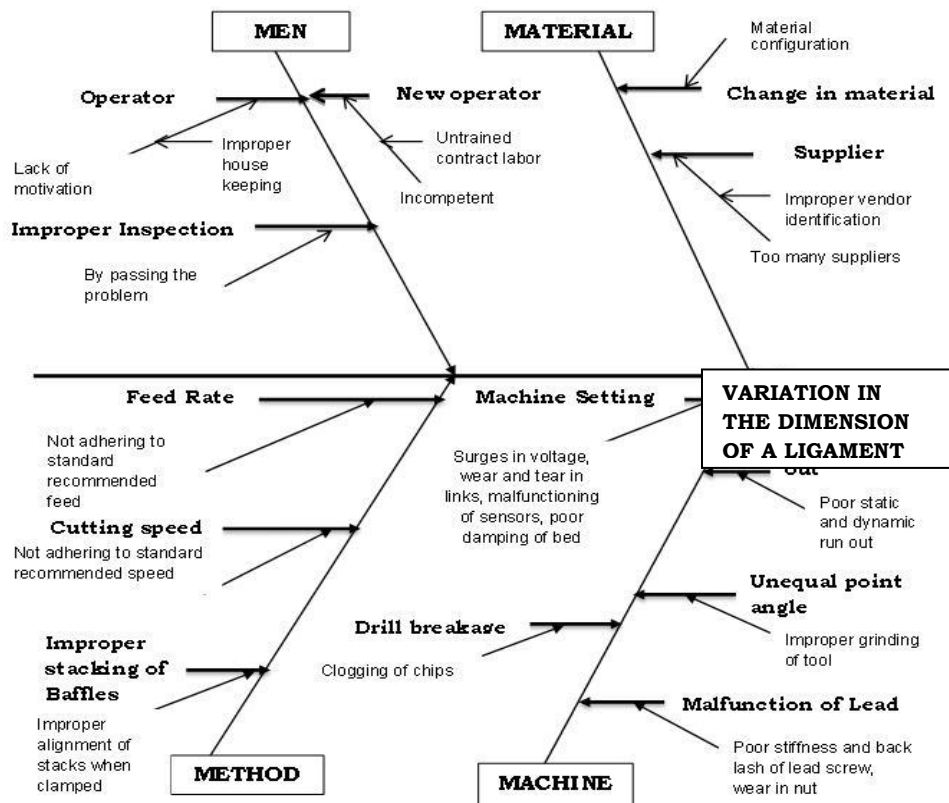 MEN
MATERIAL
Material
configuration
Operator
New operator
Change in material
Lack of
motivation
Improper
house
keeping
Untrained
contract labor
Incompetent
Supplier
Improper vendor
identification
Too many suppliers
Improper Inspection
By passing the
problem
VARIATION IN
THE DIMENSION
OF A LIGAMENT
Feed Rate
Not adhering to
standard
recommended
feed
Machine Setting
Surges in voltage,
wear and tear in
links, malfunctioning
of sensors, poor
damping of bed
Poor static
and dynamic
run out
Cutting speed
Not adhering to standard
recommended speed
Unequal point
angle
Improper grinding
of tool
Drill breakage
Clogging of chips
Improper
stacking of
Baffles
Improper
alignment of
stacks when
clamped
Malfunction of Lead
Poor stiffness and back
lash of lead screw,
wear in nut
METHOD
MACHINE